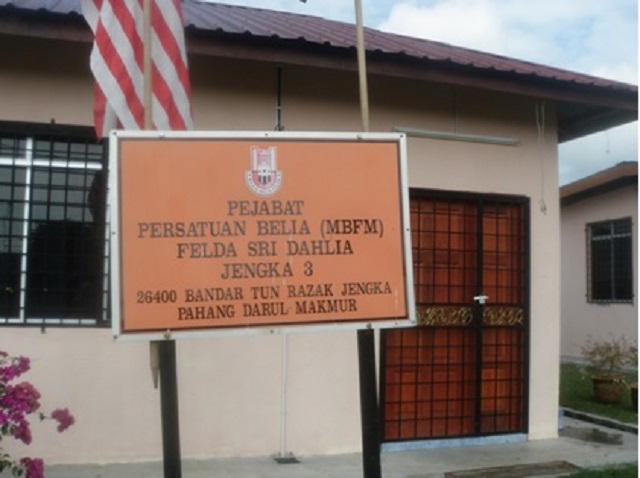 PEJABAT
PERSATUAN BELIA (MBFM)
FELDA SRI DAHLIA
JENGKA 3
26400 BANDAR TUN RAZAK JENGKA
PAHANG DARUL MAKMUR